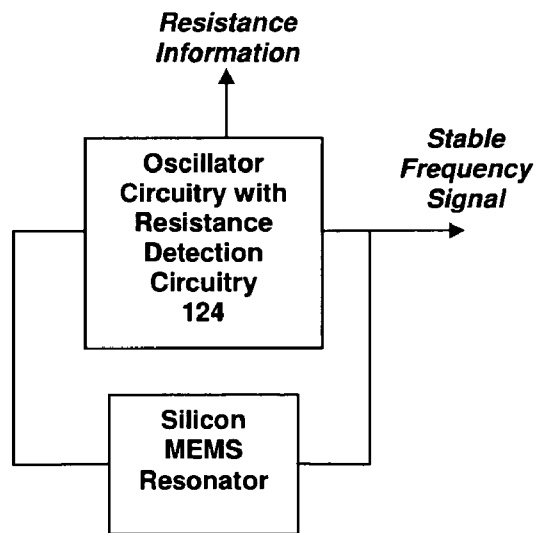 Resistance
Information
Stable
Frequency
Signal
Oscillator
Circuitry with
Resistance
Detection
Circuitry
124
Silicon
MEMS
Resonator